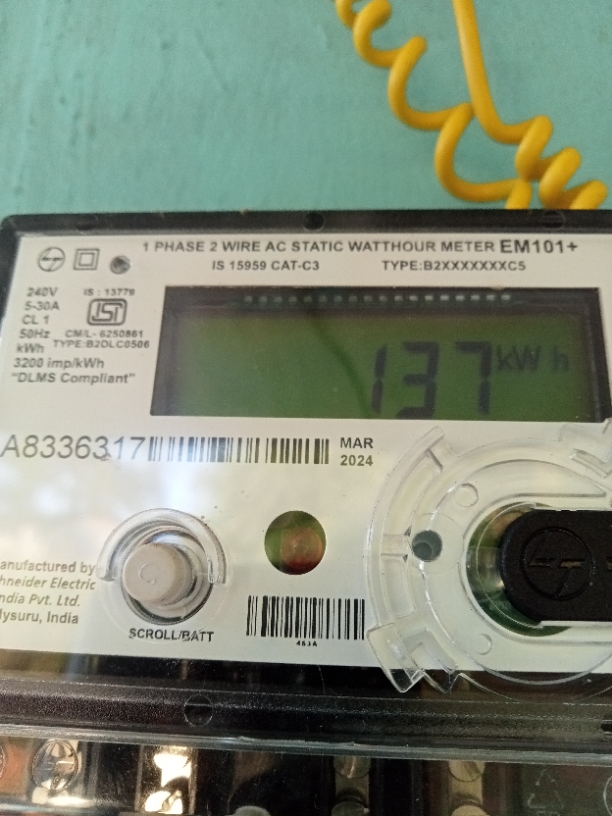 1 PHASE 2 WIRE AC STATIC WATTHOUR METER EM101+
IS 15959 CAT-C3 TYPE:B2XXXXXXXC5
240V
5-30A
CL 1
50Hz
kWh
3200 imp/kWh
"DLMS Compliant"
IS : 13779
CM/L- 6250861
TYPE:B2DLC0506
137 kWh
A8336317
MAR
2024
anufactured by
hneider Electric
ndia Pvt. Ltd.
ysuru, India
SCROLL/BATT